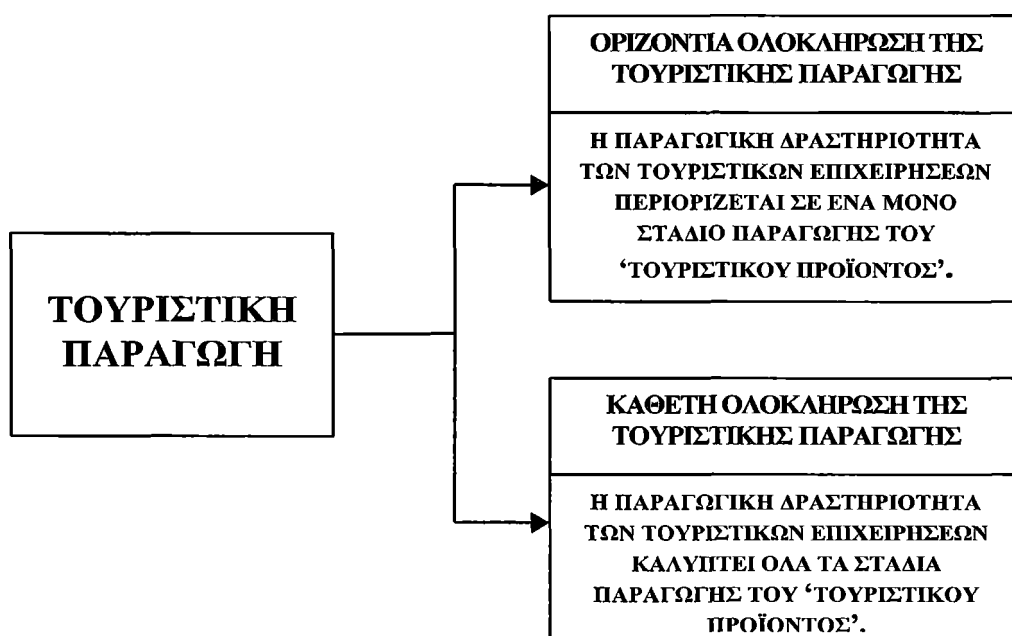 ΤΟΥΡΙΣΤΙΚΗ
ΠΑΡΑΓΩΓΗ
ΟΡΙΖΟΝΤΙΑ ΟΛΟΚΛΗΡΩΣΗ ΤΗΣ
ΤΟΥΡΙΣΤΙΚΗΣ ΠΑΡΑΓΩΓΗΣ
Η ΠΑΡΑΓΩΓΙΚΗ ΔΡΑΣΤΗΡΙΟΤΗΤΑ
ΤΩΝ ΤΟΥΡΙΣΤΙΚΩΝ ΕΠΙΧΕΙΡΗΣΕΩΝ
ΠΕΡΙΟΡΙΖΕΤΑΙ ΣΕ ΕΝΑ ΜΟΝΟ
ΣΤΑΔΙΟ ΠΑΡΑΓΩΓΗΣ ΤΟΥ
‘ΤΟΥΡΙΣΤΙΚΟΥ ΠΡΟΪΟΝΤΟΣ’.
ΚΑΘΕΤΗ ΟΛΟΚΛΗΡΩΣΗ ΤΗΣ
ΤΟΥΡΙΣΤΙΚΗΣ ΠΑΡΑΓΩΓΗΣ
Η ΠΑΡΑΓΩΓΙΚΗ ΔΡΑΣΤΗΡΙΟΤΗΤΑ
ΤΩΝ ΤΟΥΡΙΣΤΙΚΩΝ ΕΠΙΧΕΙΡΗΣΕΩΝ
ΚΑΛΥΠΤΕΙ ΟΛΑ ΤΑ ΣΤΑΔΙΑ
ΠΑΡΑΓΩΓΗΣ ΤΟΥ ‘ΤΟΥΡΙΣΤΙΚΟΥ
ΠΡΟΪΟΝΤΟΣ’.